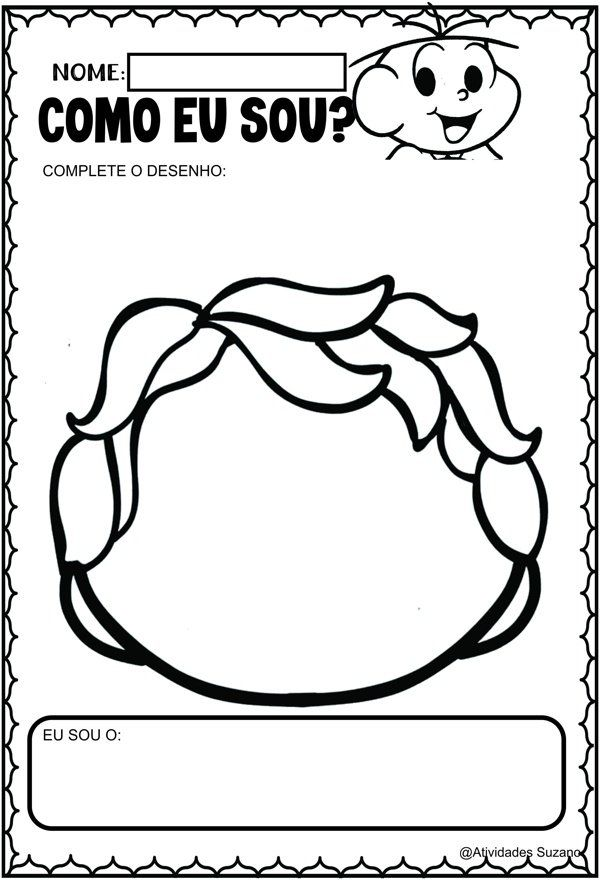 NOME:
COMO EU SOU?
COMPLETE O DESENHO:
EU SOU O:
@Atividades Suzano